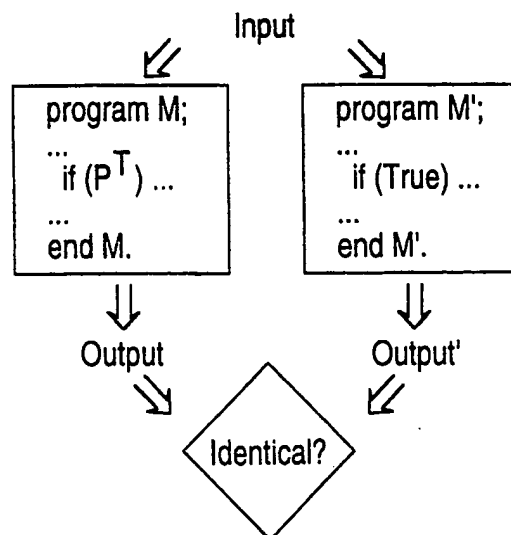 Input
program M;
...
if (P^T) ...
...
end M.
program M';
...
if (True) ...
...
end M'.
Output
Output'
Identical?